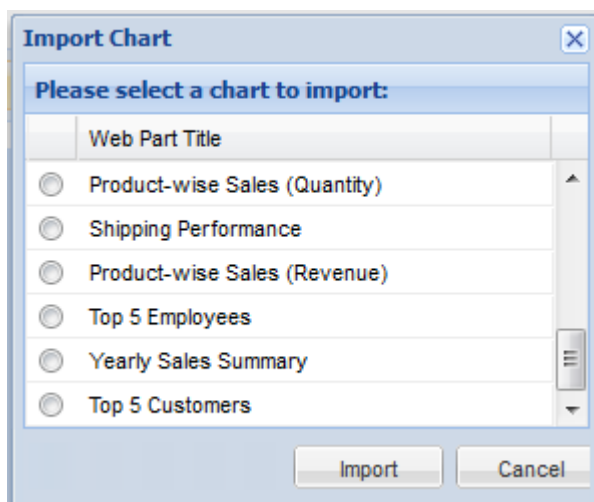 Import Chart
Please select a chart to import:
Web Part Title
Product-wise Sales (Quantity)
Shipping Performance
Product-wise Sales (Revenue)
Top 5 Employees
Yearly Sales Summary
Top 5 Customers
Import Cancel